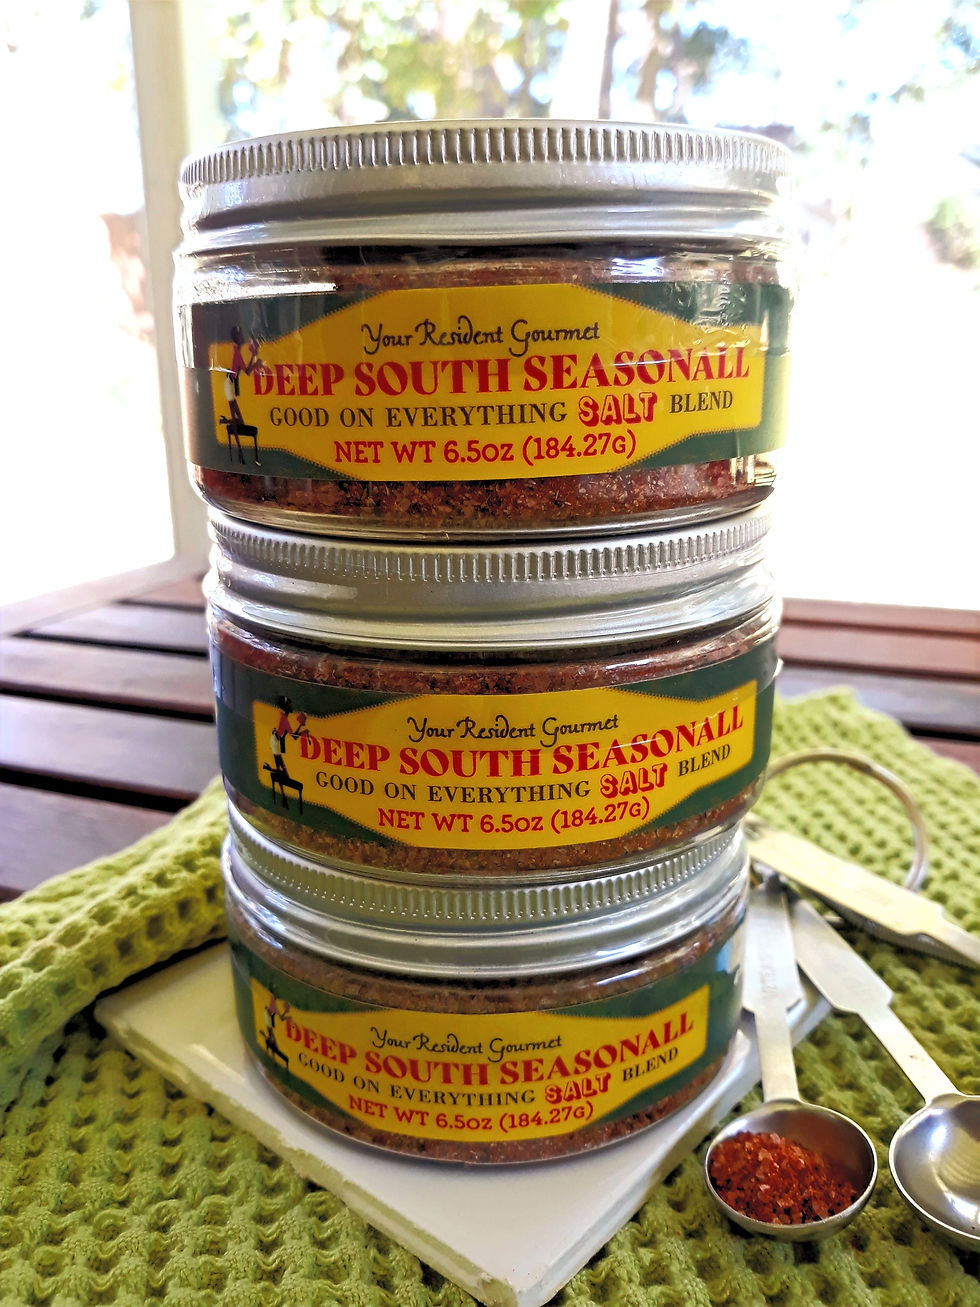 Your Resident Gourmet
DEEP SOUTH SEASONALL
GOOD ON EVERYTHING SALT BLEND
NET WT 6.5OZ (184.27G)
Your Resident Gourmet
DEEP SOUTH SEASONALL
GOOD ON EVERYTHING SALT BLEND
NET WT 6.5OZ (184.27G)
Your Resident Gourmet
DEEP SOUTH SEASONALL
GOOD ON EVERYTHING SALT BLEND
NET WT 6.5OZ (184.27G)